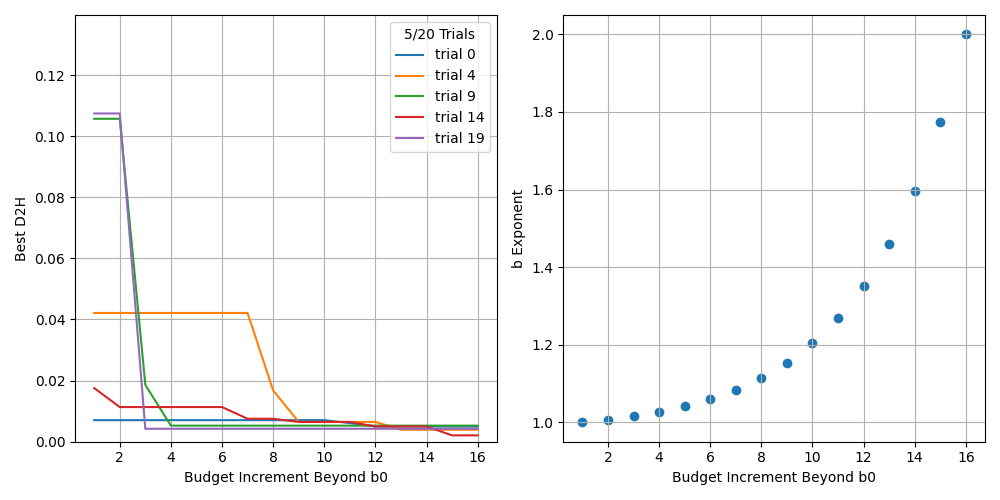 5/20 Trials
trial 0
trial 4
trial 9
trial 14
trial 19
0.12
0.10
0.08
0.06
0.04
0.02
0.00
2 4 6 8 10 12 14 16
Best D2H
Budget Increment Beyond b0
2.0
1.8
1.6
1.4
1.2
1.0
2 4 6 8 10 12 14 16
b Exponent
Budget Increment Beyond b0